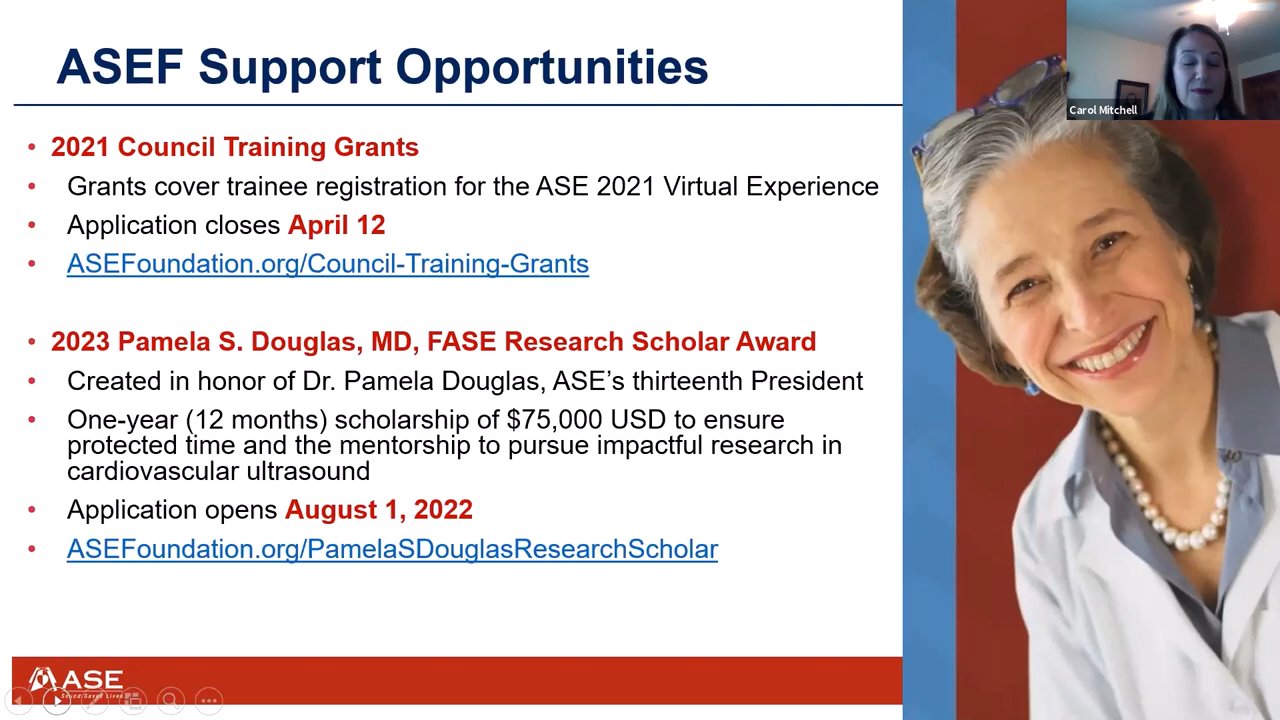 ASEF Support Opportunities
Carol Mitchell
• 2021 Council Training Grants
• Grants cover trainee registration for the ASE 2021 Virtual Experience
• Application closes April 12
• ASEFoundation.org/Council-Training-Grants
• 2023 Pamela S. Douglas, MD, FASE Research Scholar Award
• Created in honor of Dr. Pamela Douglas, ASE’s thirteenth President
• One-year (12 months) scholarship of $75,000 USD to ensure
protected time and the mentorship to pursue impactful research in
cardiovascular ultrasound
• Application opens August 1, 2022
• ASEFoundation.org/PamelaSDouglasResearchScholar
ASE
Sound Saves Lives